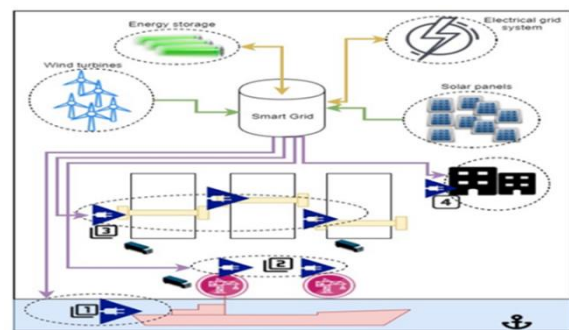 Energy storage
Electrical grid
system
Wind turbines
Solar panels
Smart Grid
4
3
2
1